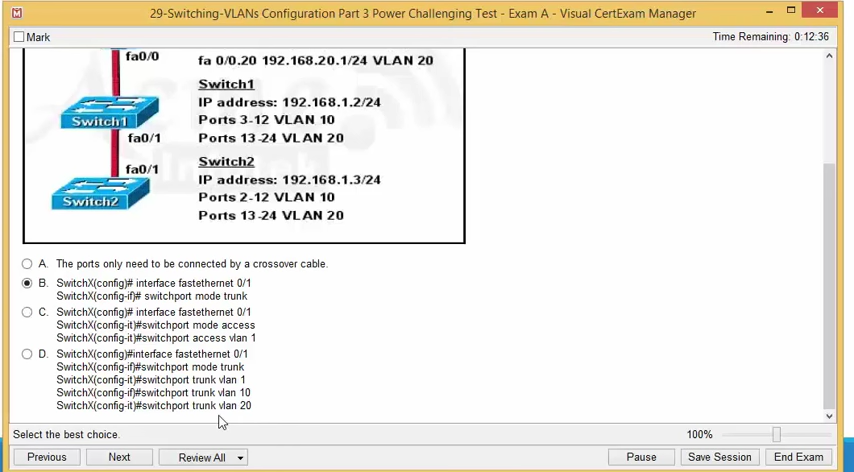 29-Switching-VLANs Configuration Part 3 Power Challenging Test - Exam A - Visual CertExam Manager
Mark
Time Remaining: 0:12:36
fa0/0
fa 0/0.20 192.168.20.1/24 VLAN 20
Switch1
IP address: 192.168.1.2/24
Switch1
Ports 3-12 VLAN 10
fa0/1
Ports 13-24 VLAN 20
fa0/1
Switch2
IP address: 192.168.1.3/24
Switch2
Ports 2-12 VLAN 10
Ports 13-24 VLAN 20
A. The ports only need to be connected by a crossover cable.
B. SwitchX(config)# interface fastethernet 0/1
SwitchX(config-if)# switchport mode trunk
C. SwitchX(config)# interface fastethernet 0/1
SwitchX(config-it)#switchport mode access
SwitchX(config-it)#switchport access vlan 1
D. SwitchX(config)#interface fastethernet 0/1
SwitchX(config-if)#switchport mode trunk
SwitchX(config-it)#switchport trunk vlan 1
SwitchX(config-if)#switchport trunk vlan 10
SwitchX(config-it)#switchport trunk vlan 20
Select the best choice.
100%
Previous
Next
Review All
Pause
Save Session
End Exam